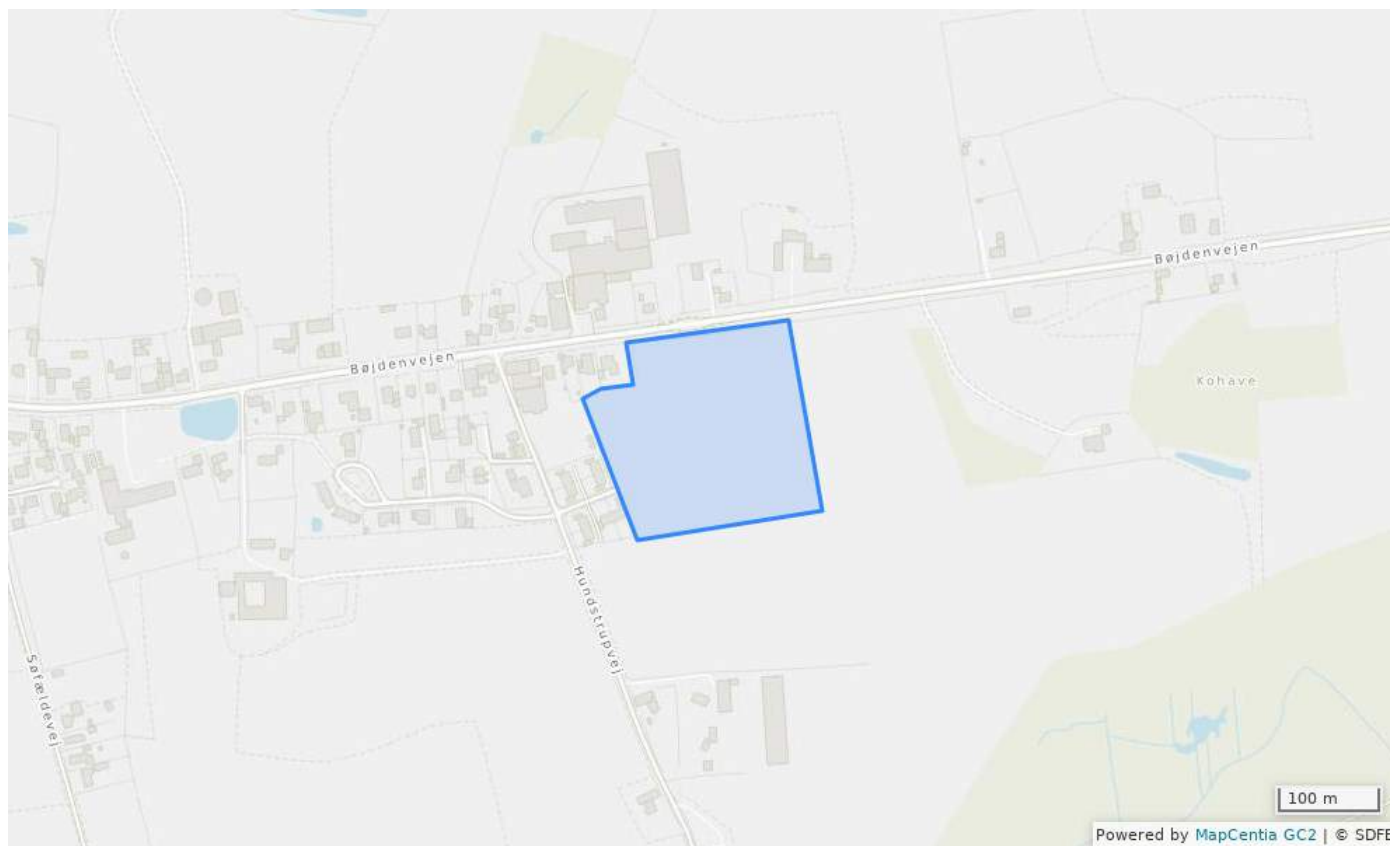 Bøjdenvejen
Bøjdenvejen
Kohave
Hundstrupvej
Søfældevej
100 m
Powered by MapCentia GC2 | © SDFE